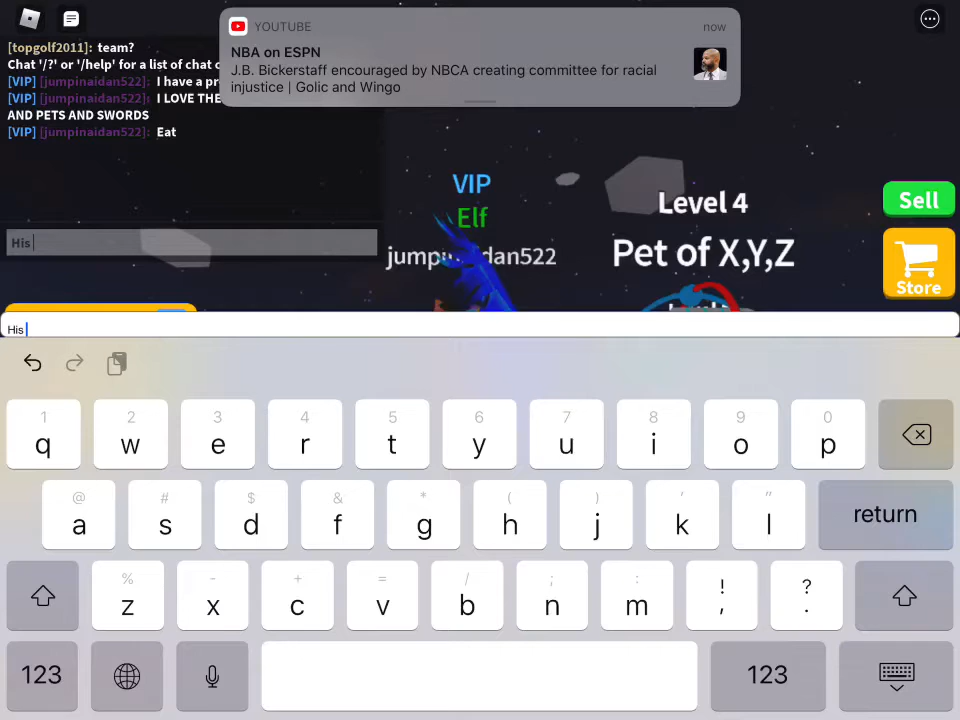 YOUTUBE
now
NBA on ESPN
J.B. Bickerstaff encouraged by NBCA creating committee for racial
injustice | Golic and Wingo
[topgolf2011]: team?
Chat '/?' or '/help' for a list of chat
[VIP] [jumpinaidan522]: I have a
[VIP] [jumpinaidan522]: I LOVE THE
AND PETS AND SWORDS
[VIP] [jumpinaidan522]: Eat
His
VIP
Elf
Level 4
Pet of X,Y,Z
Sell
Store
His
1 2 3 4 5 6 7 8 9 0
q w e r t y u i o p
@ # $ & * ( ) ' "
a s d f g h j k l return
% - + = / ; : ! ?
z x c v b n m , .
123 123